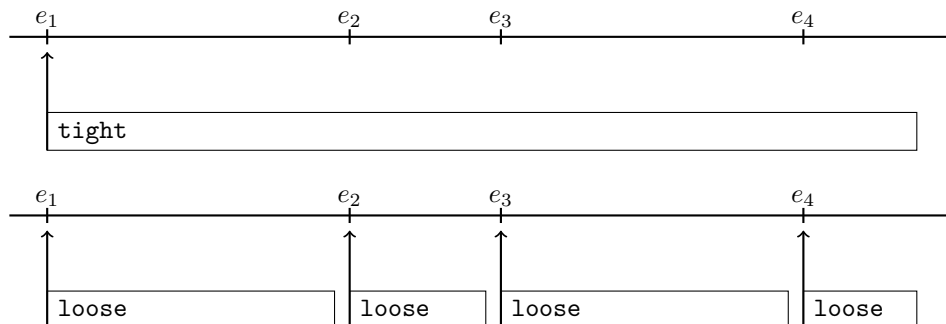 e₁ e₂ e₃ e₄
tight
e₁ e₂ e₃ e₄
loose loose loose loose